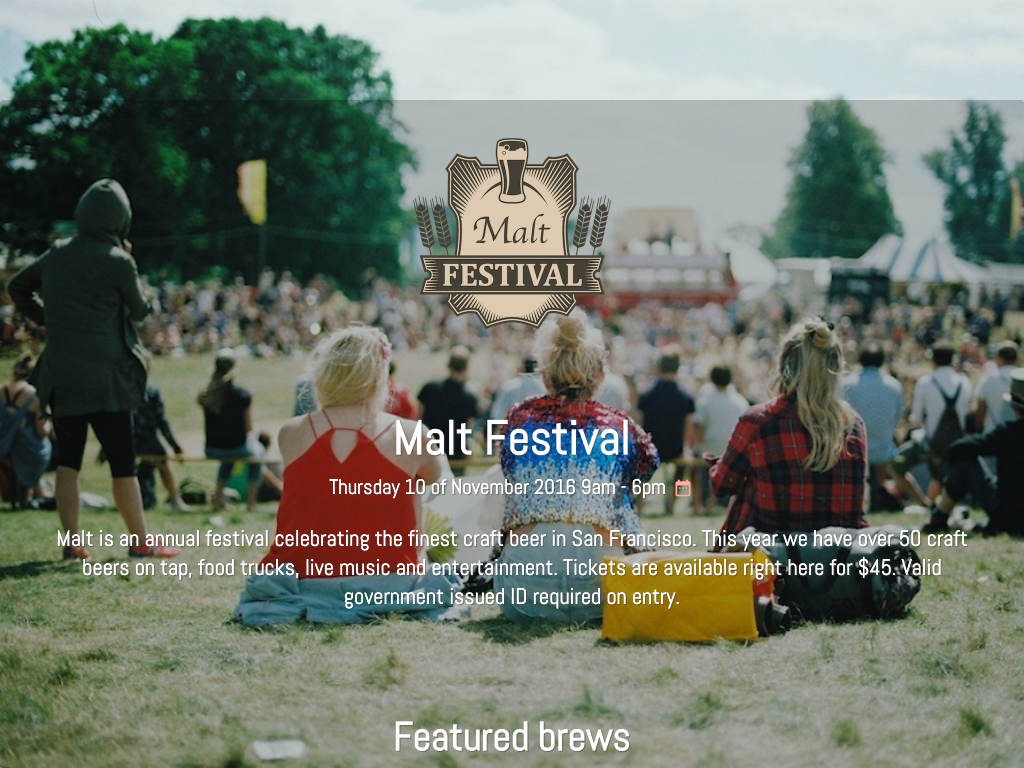 Malt
FESTIVAL
Malt Festival
Thursday 10 of November 2016 9am - 6pm
Malt is an annual festival celebrating the finest craft beer in San Francisco. This year we have over 50 craft
beers on tap, food trucks, live music and entertainment. Tickets are available right here for $45. Valid
government issued ID required on entry.
Featured brews